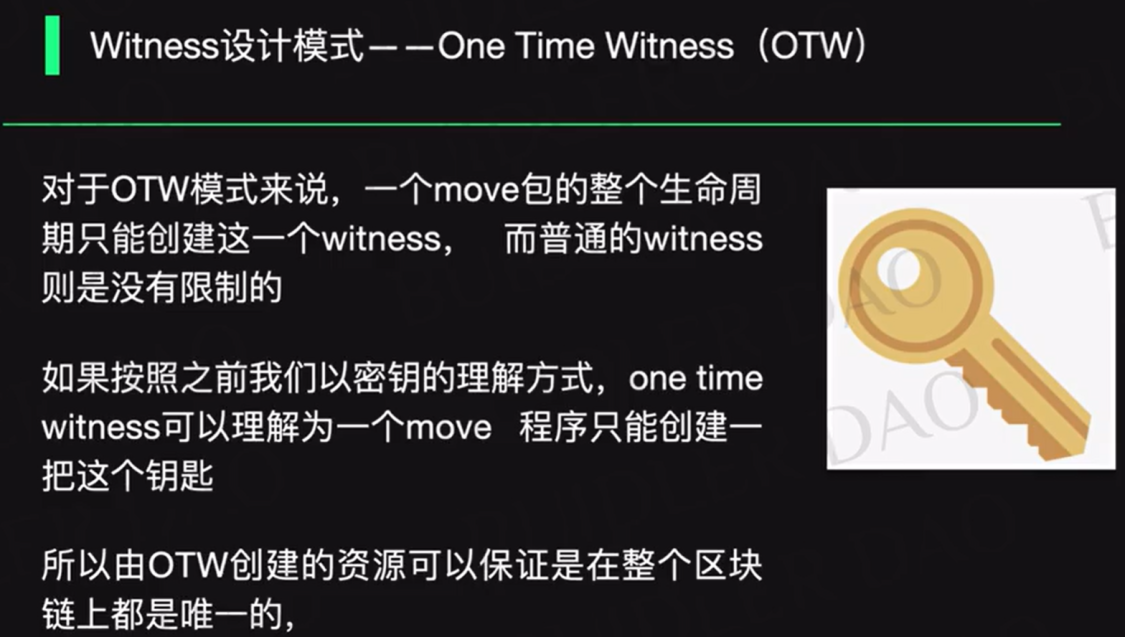 Witness设计模式——One Time Witness（OTW）
对于OTW模式来说，一个move包的整个生命周
期只能创建这一个witness， 而普通的witness
则是没有限制的
如果按照之前我们以密钥的理解方式，one time
witness可以理解为一个move 程序只能创建一
把这个钥匙
所以由OTW创建的资源可以保证是在整个区块
链上都是唯一的，
DAO
DAO